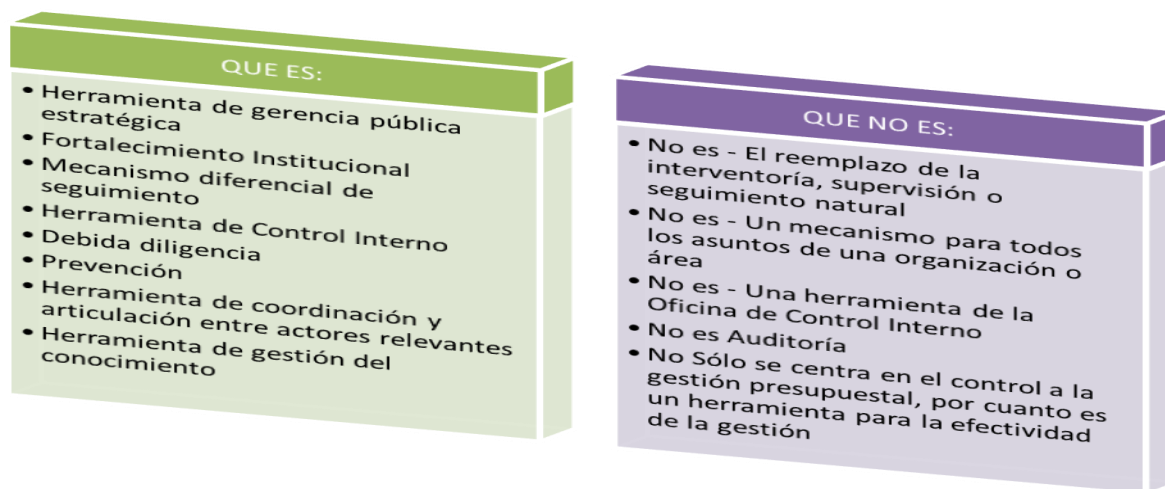 QUE ES:
• Herramienta de gerencia pública
estratégica
• Fortalecimiento Institucional
• Mecanismo diferencial de
seguimiento
• Herramienta de Control Interno
• Debida diligencia
• Prevención
• Herramienta de coordinación y
articulación entre actores relevantes
• Herramienta de gestión del
conocimiento
QUE NO ES:
• No es - El reemplazo de la
interventoría, supervisión o
seguimiento natural
• No es - Un mecanismo para todos
los asuntos de una organización o
área
• No es - Una herramienta de la
Oficina de Control Interno
• No es Auditoría
• No Sólo se centra en el control a la
gestión presupuestal, por cuanto es
un herramienta para la efectividad
de la gestión